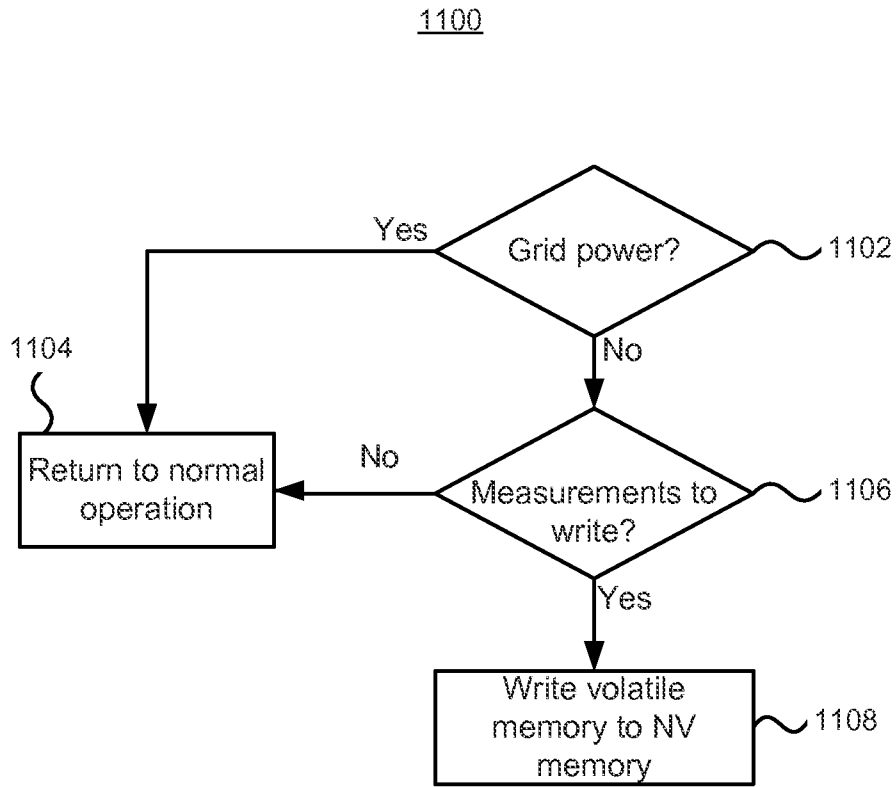 1100
Yes
Grid power?
1102
No
1104
Return to normal
operation
No
Measurements to
write?
1106
Yes
Write volatile
memory to NV
memory
1108